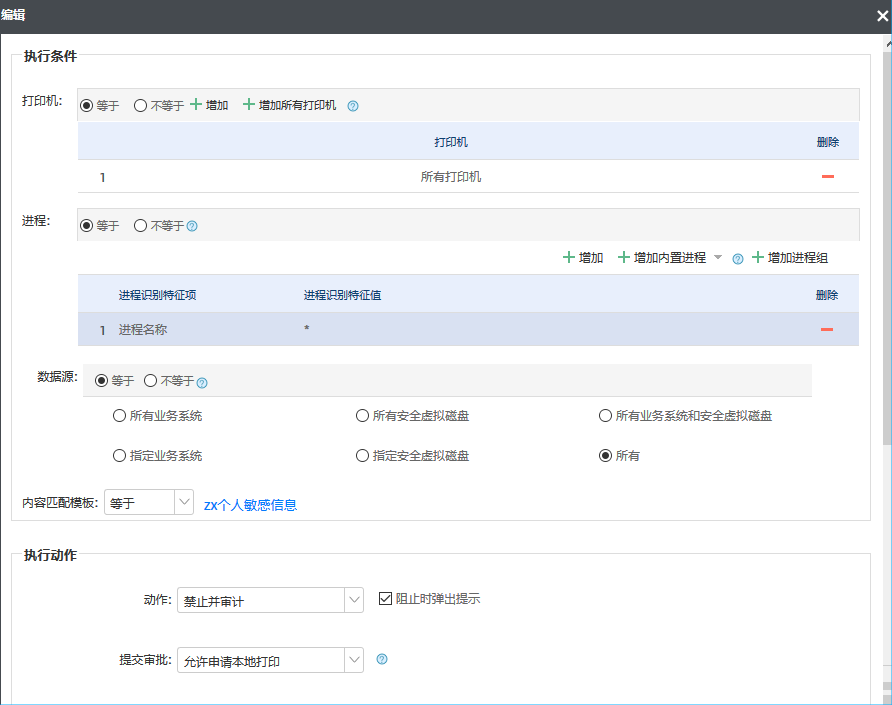 编辑
执行条件
打印机: 等于 不等于 增加 增加所有打印机
打印机 删除
1 所有打印机
进程: 等于 不等于
增加 增加内置进程 增加进程组
进程识别特征项 进程识别特征值 删除
1 进程名称 *
数据源: 等于 不等于
所有业务系统 所有安全虚拟磁盘 所有业务系统和安全虚拟磁盘
指定业务系统 指定安全虚拟磁盘 所有
内容匹配模板: 等于 zx个人敏感信息
执行动作
动作: 禁止并审计 阻止时弹出提示
提交审批: 允许申请本地打印